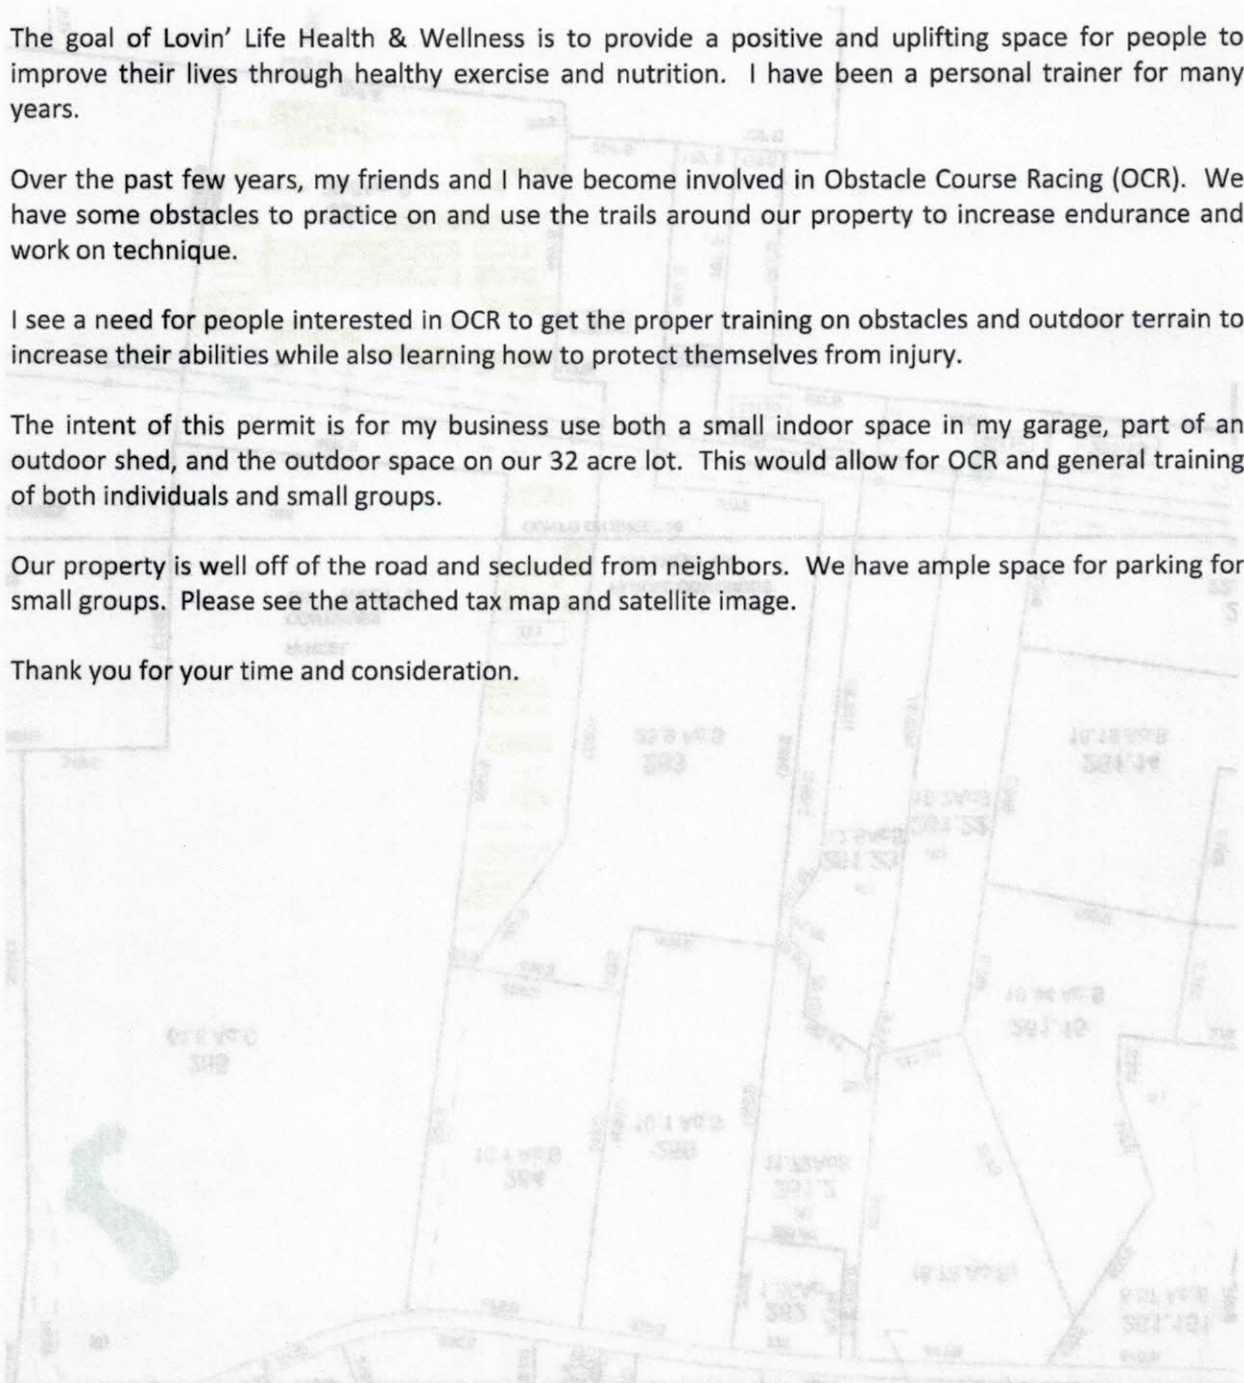 The goal of Lovin' Life Health & Wellness is to provide a positive and uplifting space for people to
improve their lives through healthy exercise and nutrition. I have been a personal trainer for many
years.
Over the past few years, my friends and I have become involved in Obstacle Course Racing (OCR). We
have some obstacles to practice on and use the trails around our property to increase endurance and
work on technique.
I see a need for people interested in OCR to get the proper training on obstacles and outdoor terrain to
increase their abilities while also learning how to protect themselves from injury.
The intent of this permit is for my business use both a small indoor space in my garage, part of an
outdoor shed, and the outdoor space on our 32 acre lot. This would allow for OCR and general training
of both individuals and small groups.
Our property is well off of the road and secluded from neighbors. We have ample space for parking for
small groups. Please see the attached tax map and satellite image.
Thank you for your time and consideration.